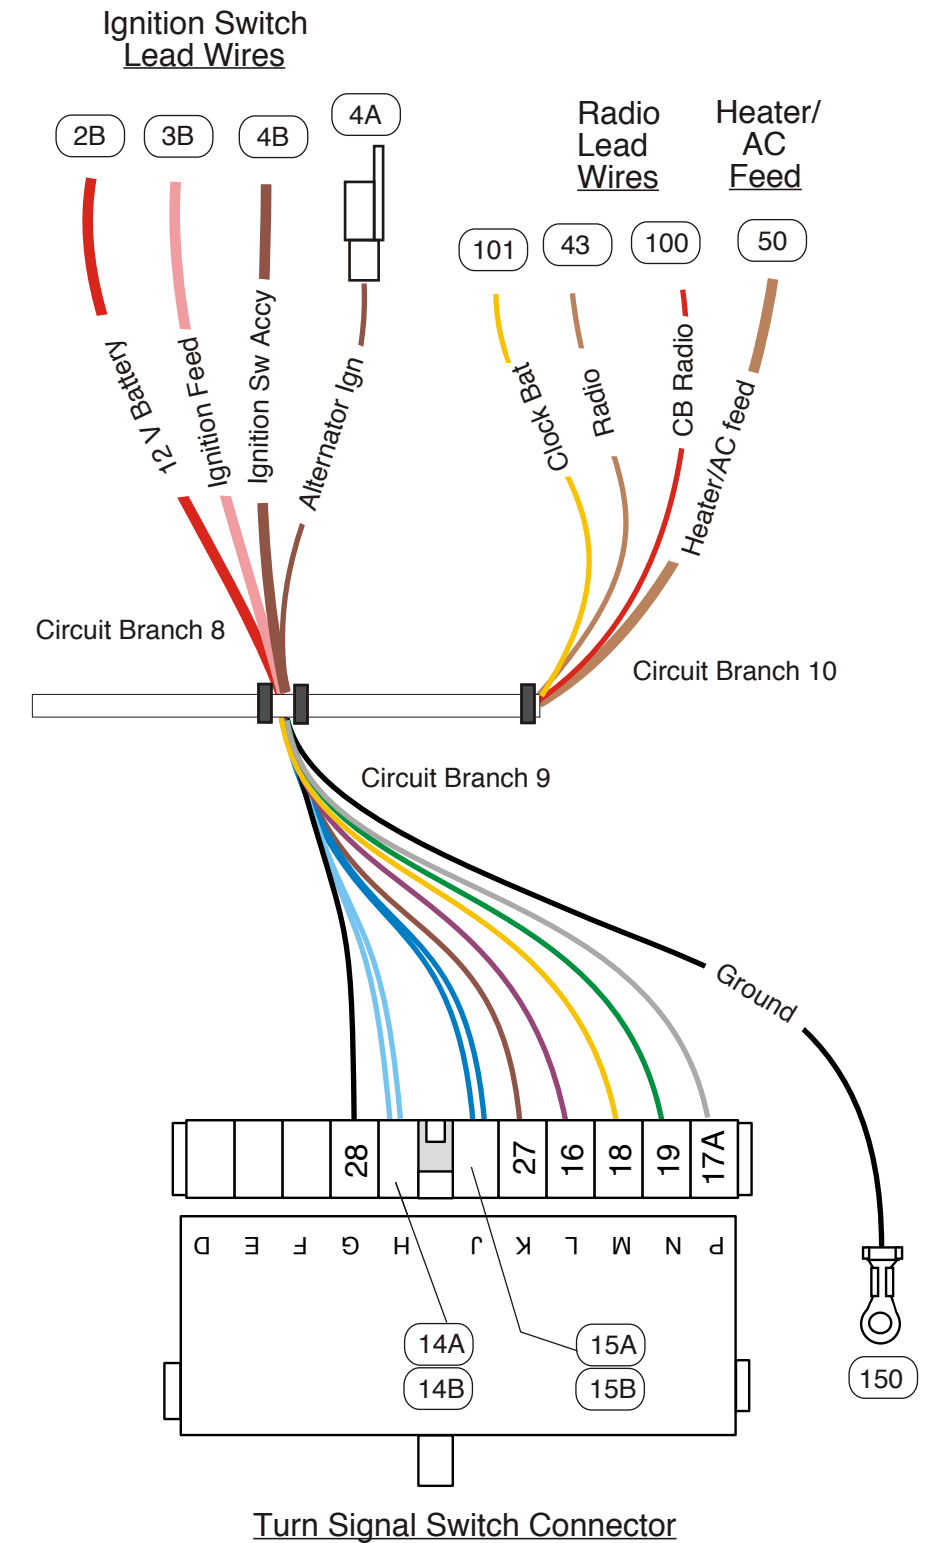 Ignition Switch
Lead Wires
2B
3B
4B
4A
Radio
Lead
Wires
Heater/
AC
Feed
101
43
100
50
12 V Battery
Ignition Feed
Ignition Sw Accy
Alternator Ign
Clock Bat
Radio
CB Radio
Heater/AC feed
Circuit Branch 8
Circuit Branch 10
Circuit Branch 9
Ground
28
27
16
18
19
17A
D
E
F
G
H
J
K
L
M
N
P
14A
14B
15A
15B
150
Turn Signal Switch Connector